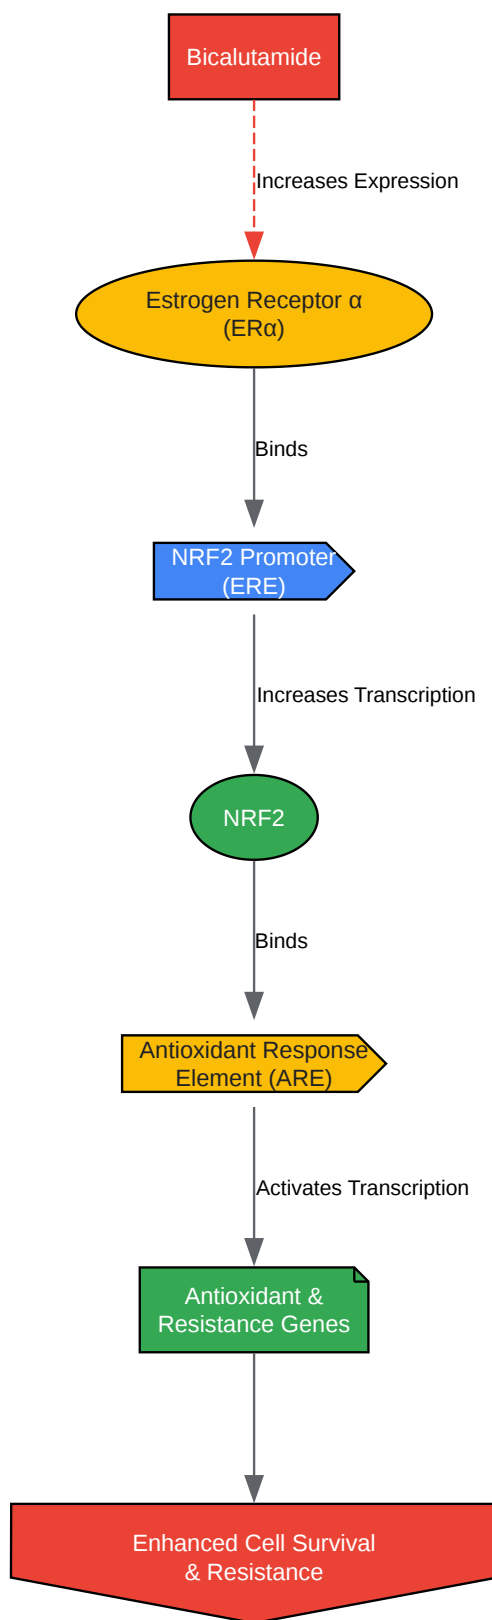 Bicalutamide
Increases Expression
Estrogen Receptor α
(ERα)
Binds
NRF2 Promoter
(ERE)
Increases Transcription
NRF2
Binds
Antioxidant Response
Element (ARE)
Activates Transcription
Antioxidant &
Resistance Genes
Enhanced Cell Survival
& Resistance